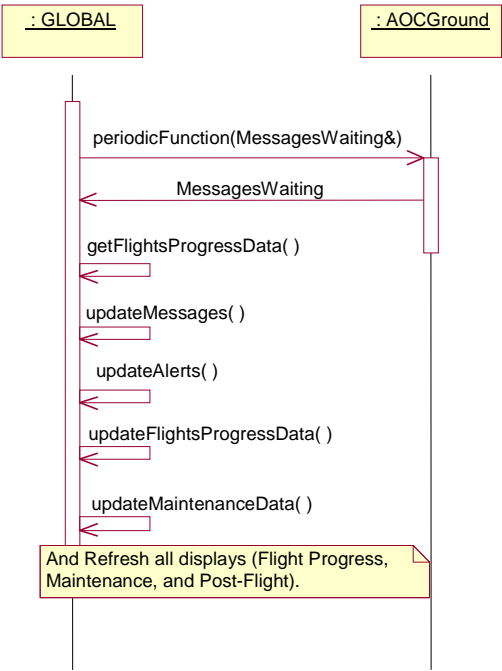 : GLOBAL
: AOCGround
periodicFunction(MessagesWaiting&)
MessagesWaiting
getFlightsProgressData( )
updateMessages( )
updateAlerts( )
updateFlightsProgressData( )
updateMaintenanceData( )
And Refresh all displays (Flight Progress,
Maintenance, and Post-Flight).